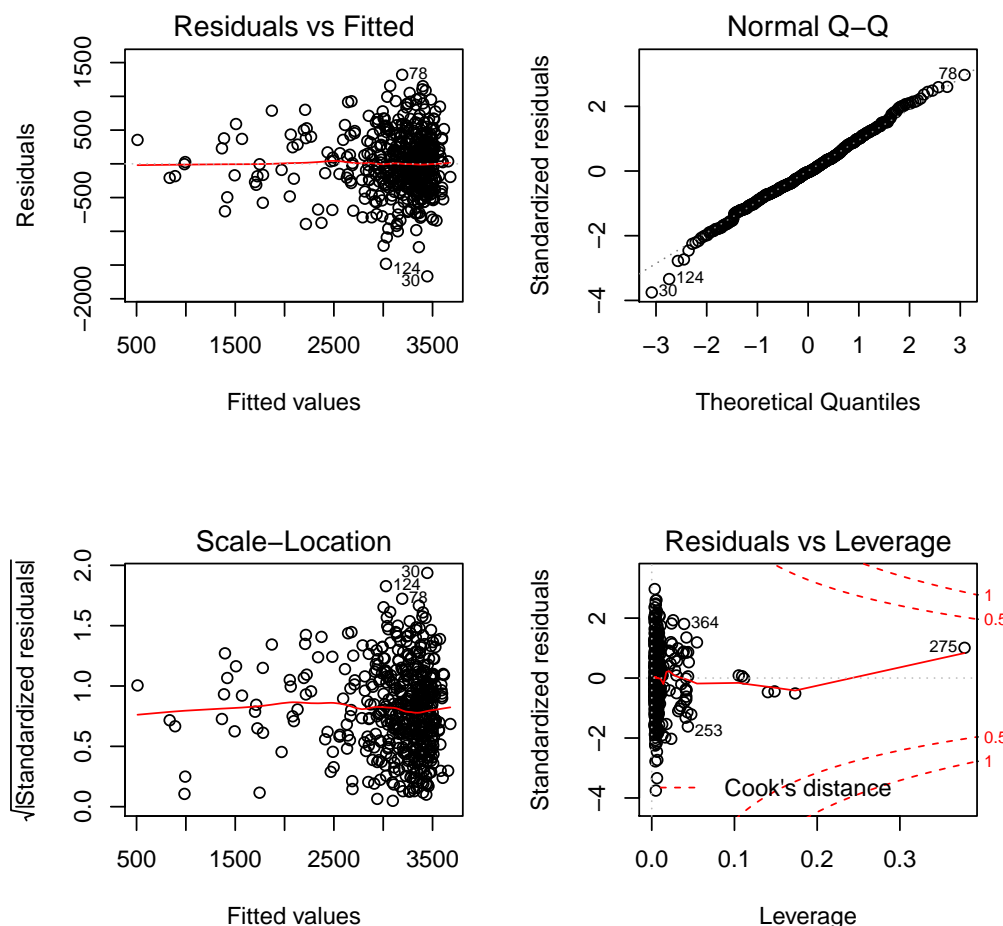 Residuals vs Fitted
Residuals
1500
500
−500
−2000
78
124
30
500 1500 2500 3500
Fitted values
Normal Q−Q
Standardized residuals
2
0
−2
−4
78
124
30
−3 −2 −1 0 1 2 3
Theoretical Quantiles
Scale−Location
√|Standardized residuals|
2.0
1.5
1.0
0.5
0.0
30
124
78
500 1500 2500 3500
Fitted values
Residuals vs Leverage
Standardized residuals
2
0
−2
−4
1
0.5
364
275
253
0.5
1
Cook's distance
0.0 0.1 0.2 0.3
Leverage